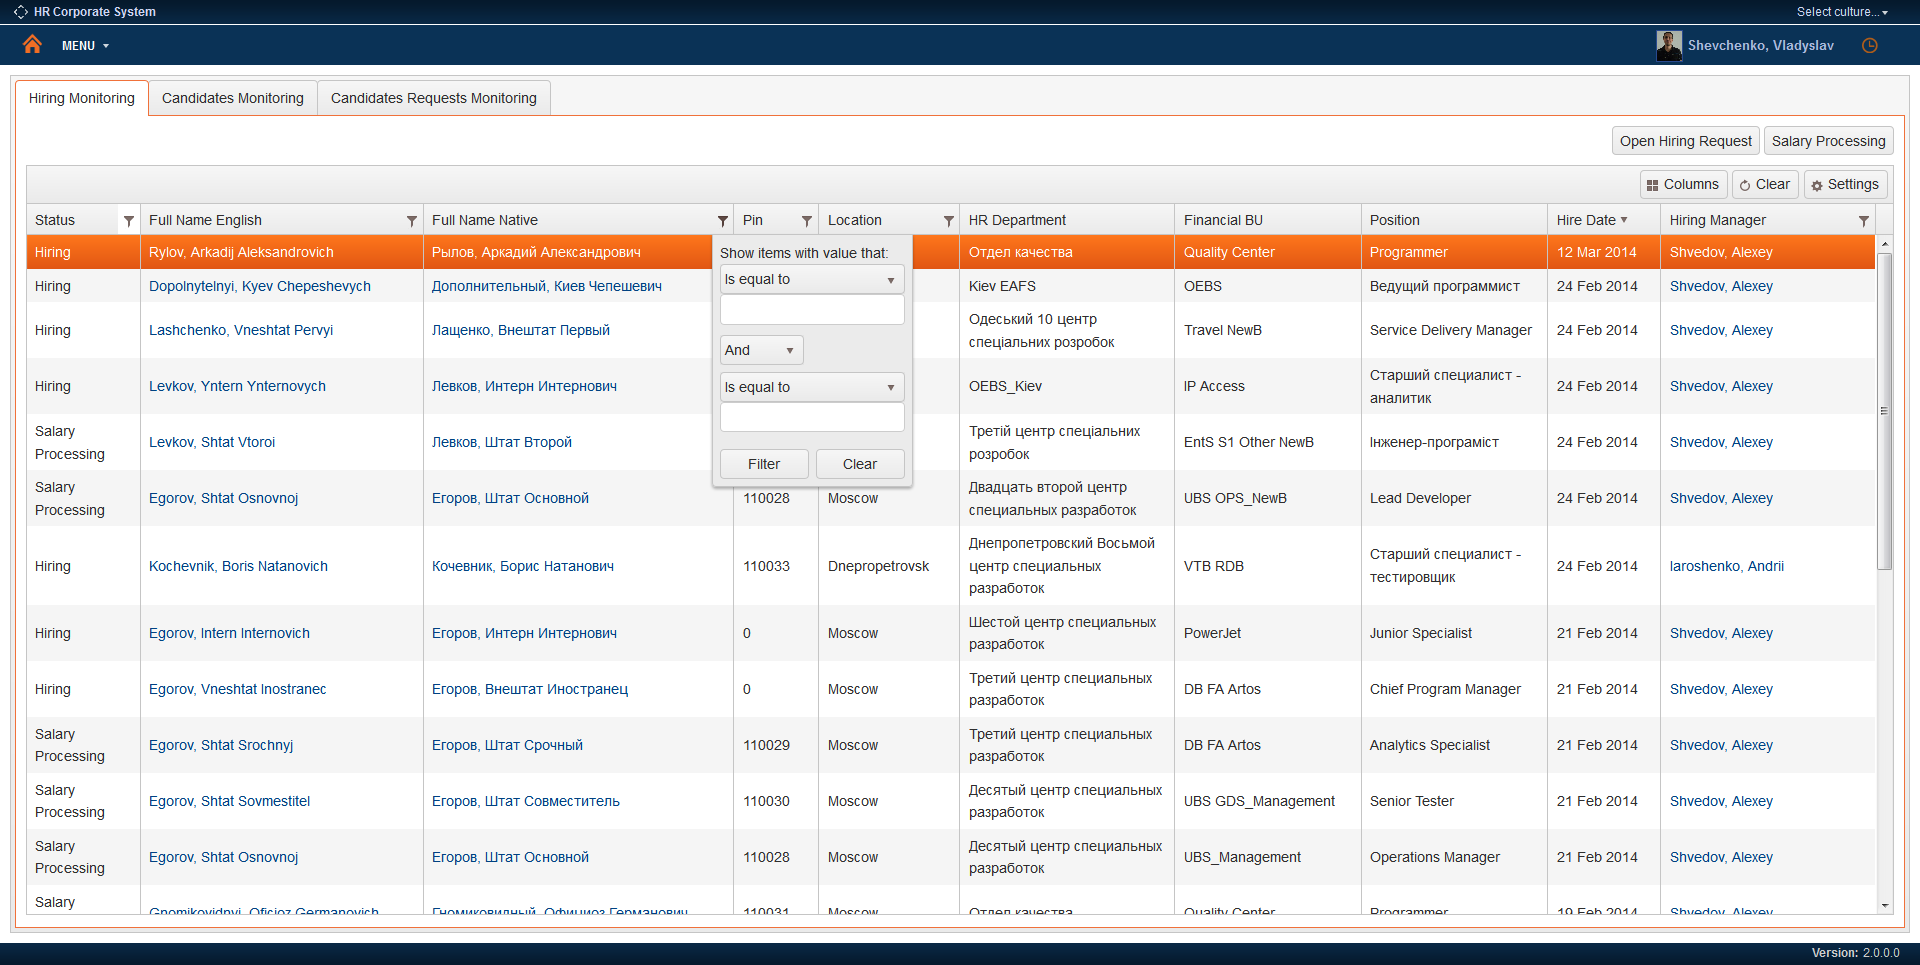 HR Corporate System
Select culture...
MENU
Shevchenko, Vladyslav
Hiring Monitoring
Candidates Monitoring
Candidates Requests Monitoring
Open Hiring Request
Salary Processing
Columns
Clear
Settings
Status
Full Name English
Full Name Native
Pin
Location
HR Department
Financial BU
Position
Hire Date
Hiring Manager
Hiring
Rylov, Arkadij Aleksandrovich
Рылов, Аркадий Александрович
Отдел качества
Quality Center
Programmer
12 Mar 2014
Shvedov, Alexey
Show items with value that:
Is equal to
And
Is equal to
Filter
Clear
Hiring
Dopolnytelnyi, Kyev Chepeshevych
Дополнительный, Киев Чепешевич
Kiev EAFS
OEBS
Ведущий программист
24 Feb 2014
Shvedov, Alexey
Hiring
Lashchenko, Vneshtat Pervyi
Лащенко, Внештат Первый
Одеський 10 центр
спеціальних розробок
Travel NewB
Service Delivery Manager
24 Feb 2014
Shvedov, Alexey
Hiring
Levkov, Yntern Ynternovych
Левков, Интерн Интернович
OEBS_Kiev
IP Access
Старший специалист -
аналитик
24 Feb 2014
Shvedov, Alexey
Salary
Processing
Levkov, Shtat Vtoroi
Левков, Штат Второй
Третій центр спеціальних
розробок
EntS S1 Other NewB
Інженер-програміст
24 Feb 2014
Shvedov, Alexey
Salary
Processing
Egorov, Shtat Osnovnoj
Егоров, Штат Основной
110028
Moscow
Двадцать второй центр
специальных разработок
UBS OPS_NewB
Lead Developer
24 Feb 2014
Shvedov, Alexey
Hiring
Kochevnik, Boris Natanovich
Кочевник, Борис Натанович
110033
Dnepropetrovsk
Днепропетровский Восьмой
центр специальных
разработок
VTB RDB
Старший специалист -
тестировщик
24 Feb 2014
Iaroshenko, Andrii
Hiring
Egorov, Intern Internovich
Егоров, Интерн Интернович
0
Moscow
Шестой центр специальных
разработок
PowerJet
Junior Specialist
21 Feb 2014
Shvedov, Alexey
Hiring
Egorov, Vneshtat Inostranec
Егоров, Внештат Иностранец
0
Moscow
Третий центр специальных
разработок
DB FA Artos
Chief Program Manager
21 Feb 2014
Shvedov, Alexey
Salary
Processing
Egorov, Shtat Srochnyj
Егоров, Штат Срочный
110029
Moscow
Третий центр специальных
разработок
DB FA Artos
Analytics Specialist
21 Feb 2014
Shvedov, Alexey
Salary
Processing
Egorov, Shtat Sovmestitel
Егоров, Штат Совместитель
110030
Moscow
Десятый центр специальных
разработок
UBS GDS_Management
Senior Tester
21 Feb 2014
Shvedov, Alexey
Salary
Processing
Egorov, Shtat Osnovnoj
Егоров, Штат Основной
110028
Moscow
Десятый центр специальных
разработок
UBS_Management
Operations Manager
21 Feb 2014
Shvedov, Alexey
Salary
Gnomikovidnyi, Oficioz Germanovich
Гномиковидный, Официоз Германович
110031
Moscow
Отдел качества
Quality Center
Programmer
19 Feb 2014
Shvedov, Alexey
Version: 2.0.0.0